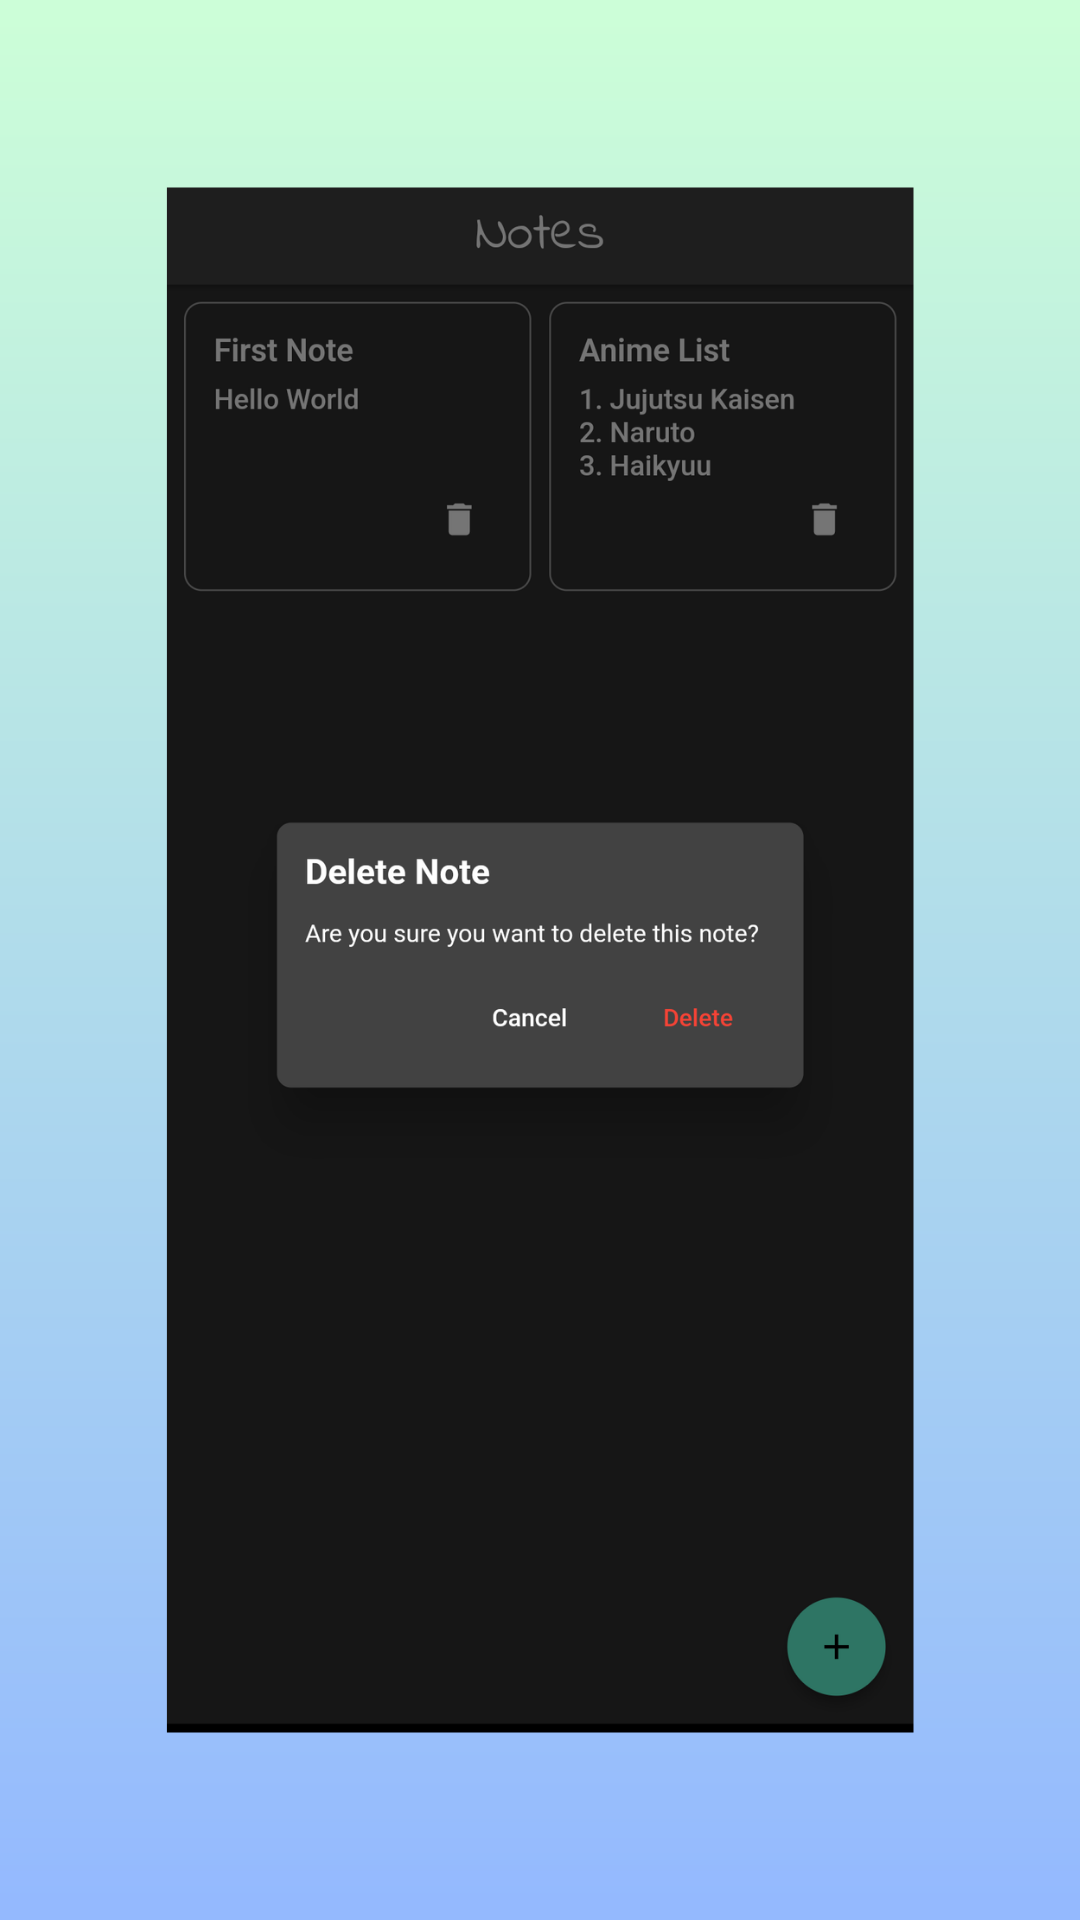 Notes
First Note
Hello World
Anime List
1. Jujutsu Kaisen
2. Naruto
3. Haikyuu
Delete Note
Are you sure you want to delete this note?
Cancel
Delete